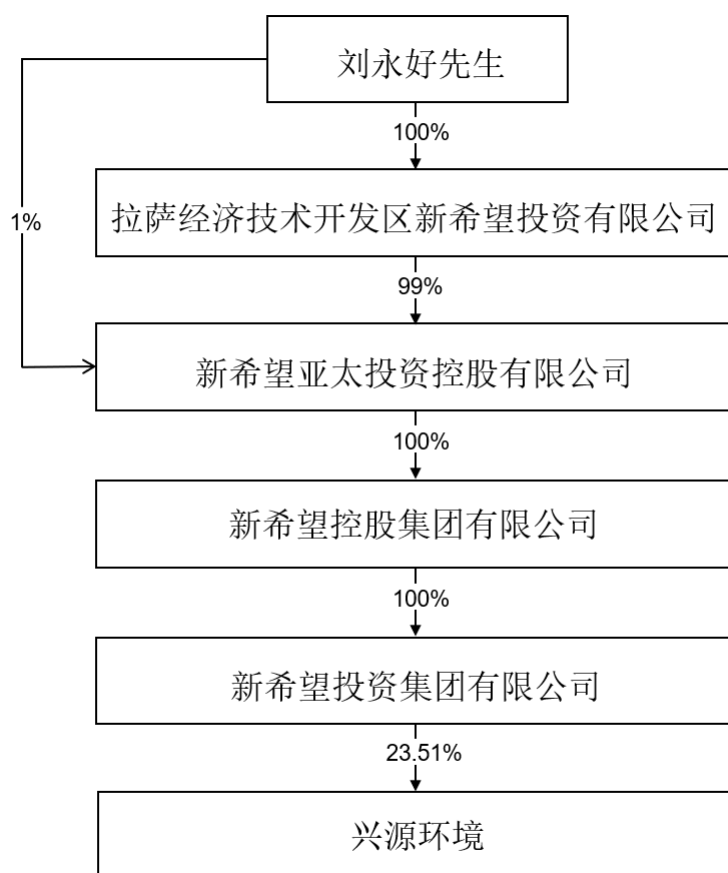 刘永好先生
100%
拉萨经济技术开发区新希望投资有限公司
1%
99%
新希望亚太投资控股有限公司
100%
新希望控股集团有限公司
100%
新希望投资集团有限公司
23.51%
兴源环境